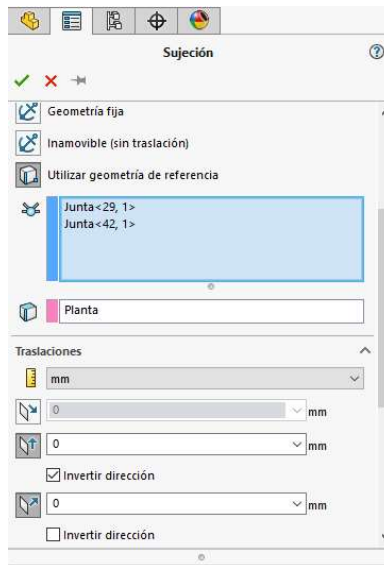 Sujeción
Geometría fija
Inamovible (sin traslación)
Utilizar geometría de referencia
Junta<29, 1>
Junta<42, 1>
Planta
Traslaciones
mm
0 mm
0 mm
Invertir dirección
0 mm
Invertir dirección